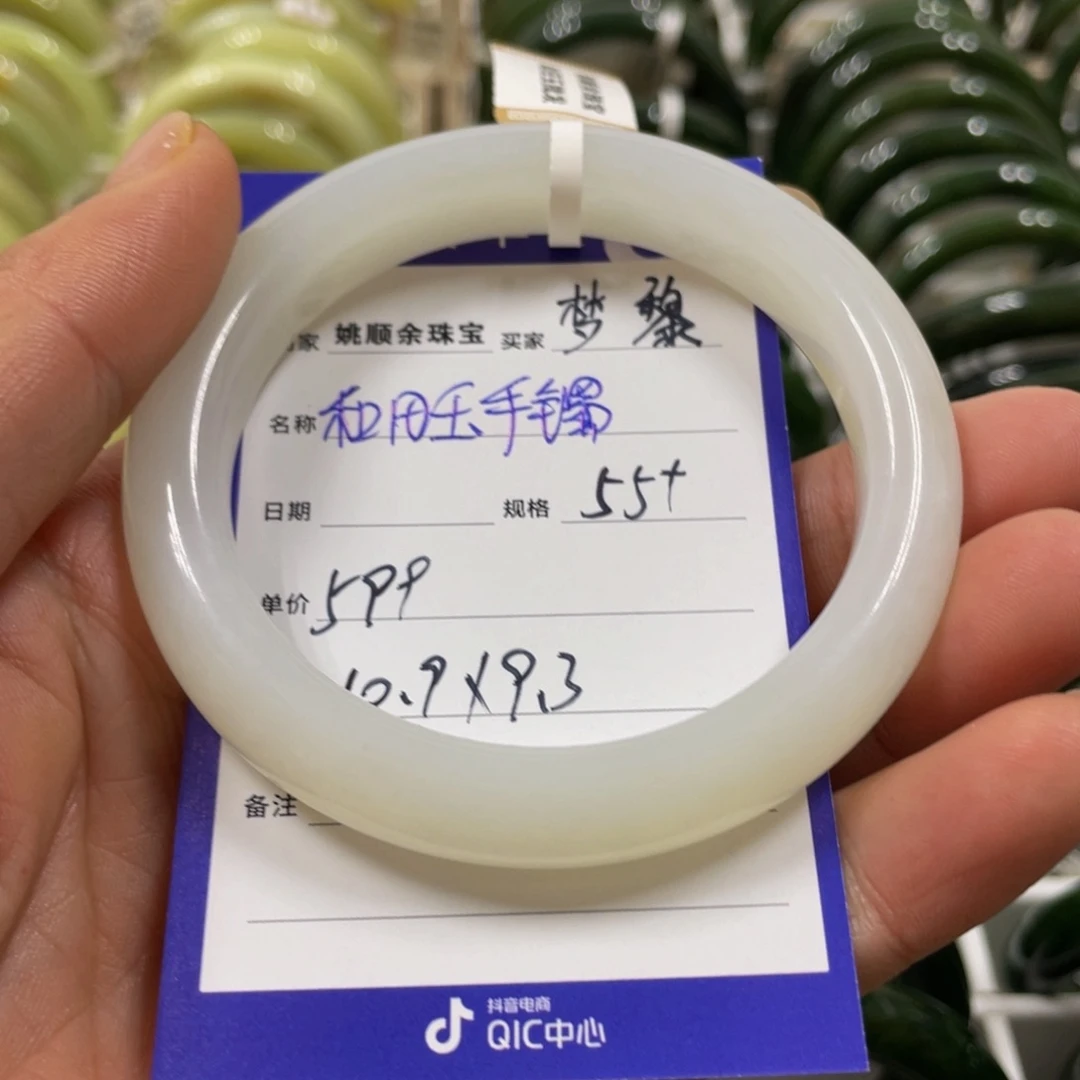 家 姚顺余珠宝 买家 梦黎
名称 和田玉手镯
日期 规格 55+
单价 599
10.9×9.3
备注
抖音电商
QIC中心